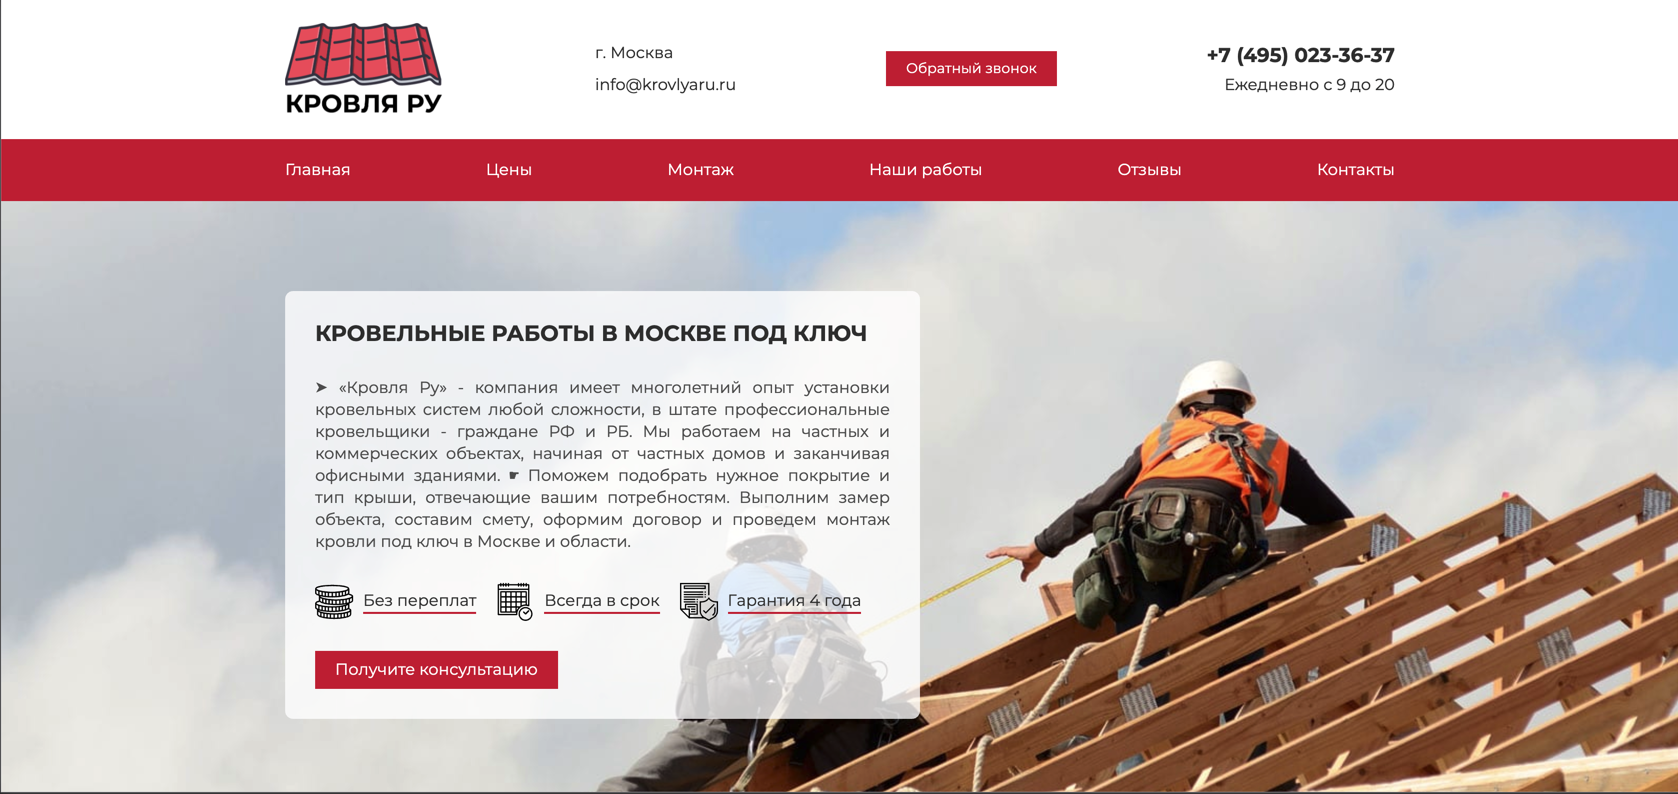 КРОВЛЯ РУ
г. Москва
info@krovlyaru.ru
Обратный звонок
+7 (495) 023-36-37
Ежедневно с 9 до 20
Главная
Цены
Монтаж
Наши работы
Отзывы
Контакты
КРОВЕЛЬНЫЕ РАБОТЫ В МОСКВЕ ПОД КЛЮЧ
➤ «Кровля Ру» - компания имеет многолетний опыт установки
кровельных систем любой сложности, в штате профессиональные
кровельщики - граждане РФ и РБ. Мы работаем на частных и
коммерческих объектах, начиная от частных домов и заканчивая
офисными зданиями. ☛ Поможем подобрать нужное покрытие и
тип крыши, отвечающие вашим потребностям. Выполним замер
объекта, составим смету, оформим договор и проведем монтаж
кровли под ключ в Москве и области.
Без переплат
Всегда в срок
Гарантия 4 года
Получите консультацию